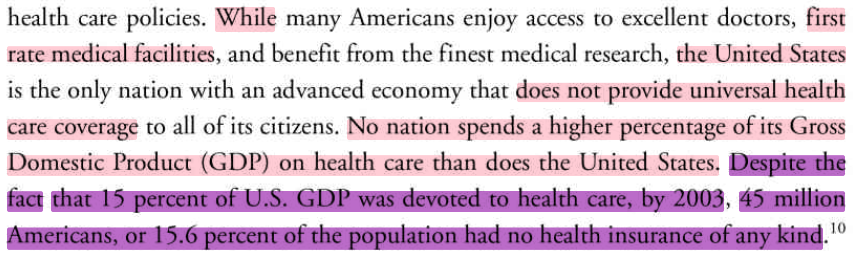 health care policies. While many Americans enjoy access to excellent doctors, first
rate medical facilities, and benefit from the finest medical research, the United States
is the only nation with an advanced economy that does not provide universal health
care coverage to all of its citizens. No nation spends a higher percentage of its Gross
Domestic Product (GDP) on health care than does the United States. Despite the
fact that 15 percent of U.S. GDP was devoted to health care, by 2003, 45 million
Americans, or 15.6 percent of the population had no health insurance of any kind.¹⁰